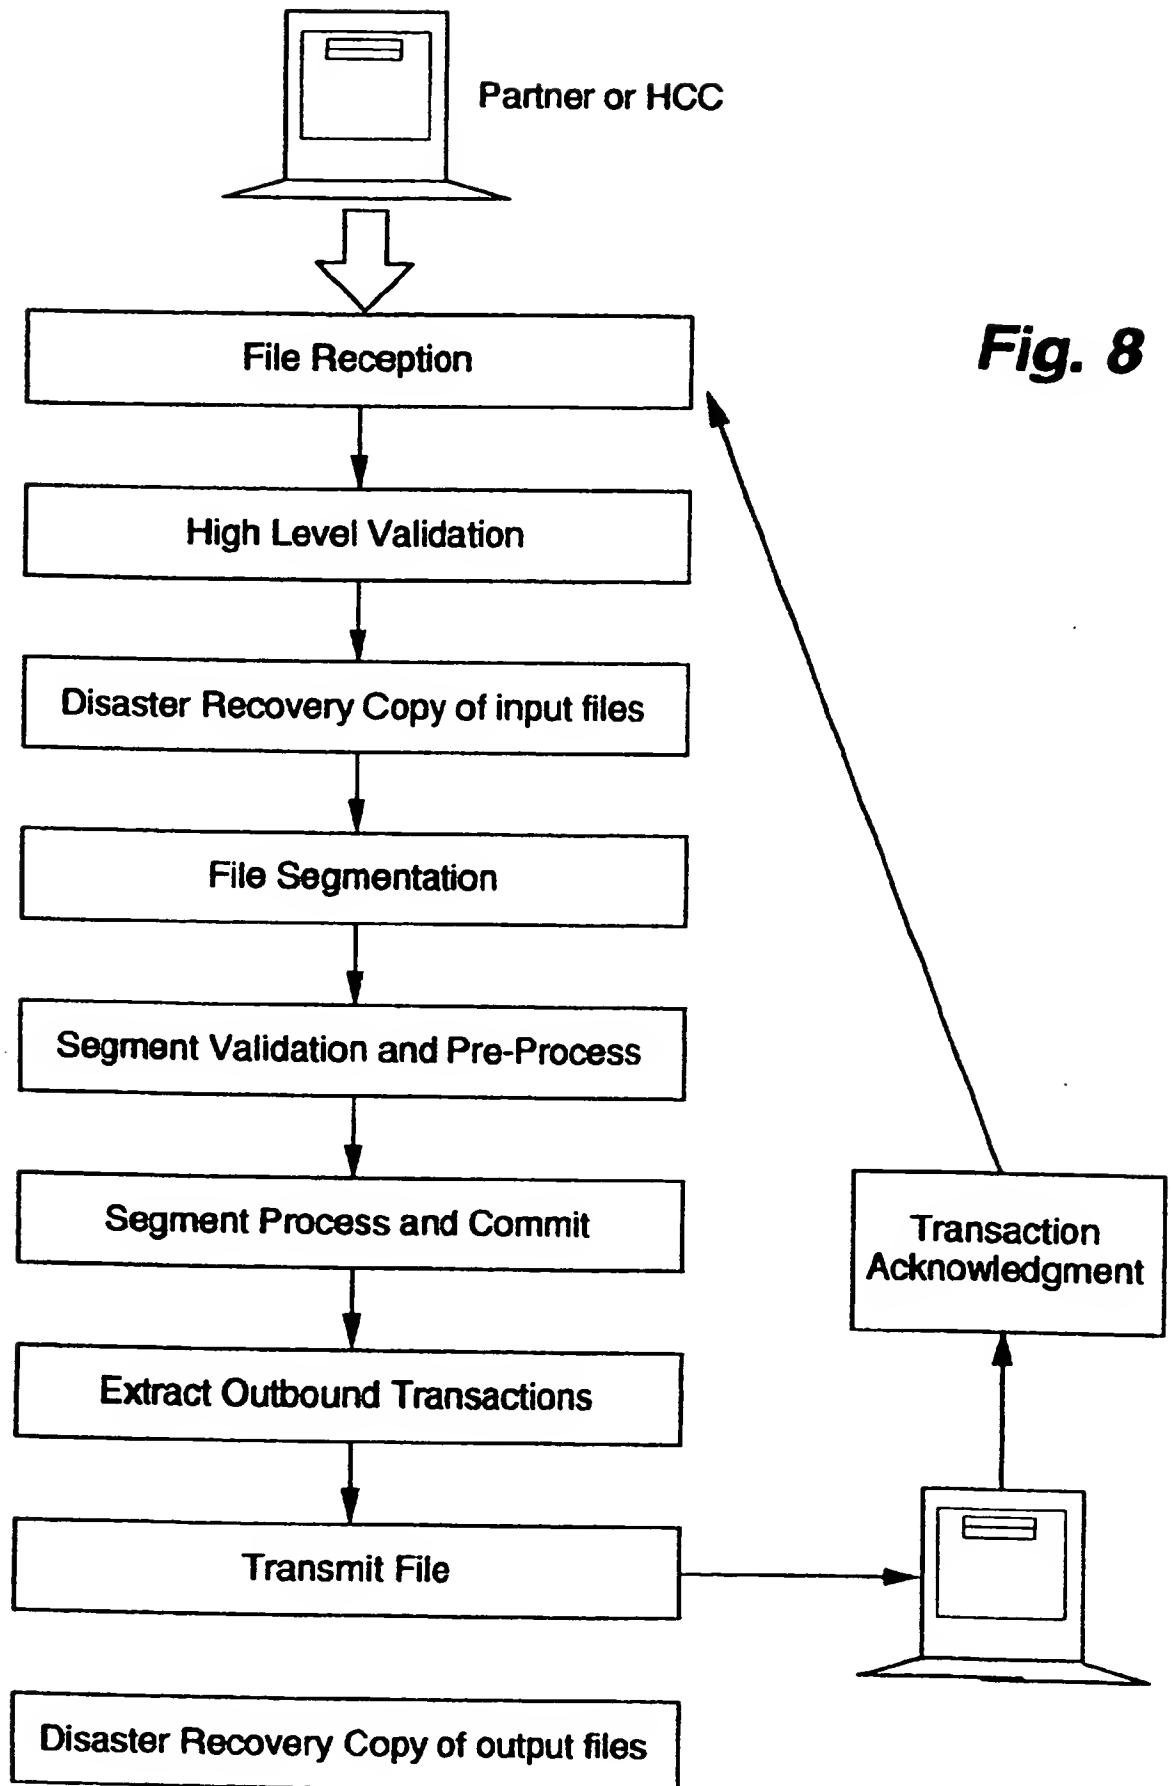 Partner or HCC
File Reception
Fig. 8
High Level Validation
Disaster Recovery Copy of input files
File Segmentation
Segment Validation and Pre-Process
Segment Process and Commit
Transaction
Acknowledgment
Extract Outbound Transactions
Transmit File
Disaster Recovery Copy of output files